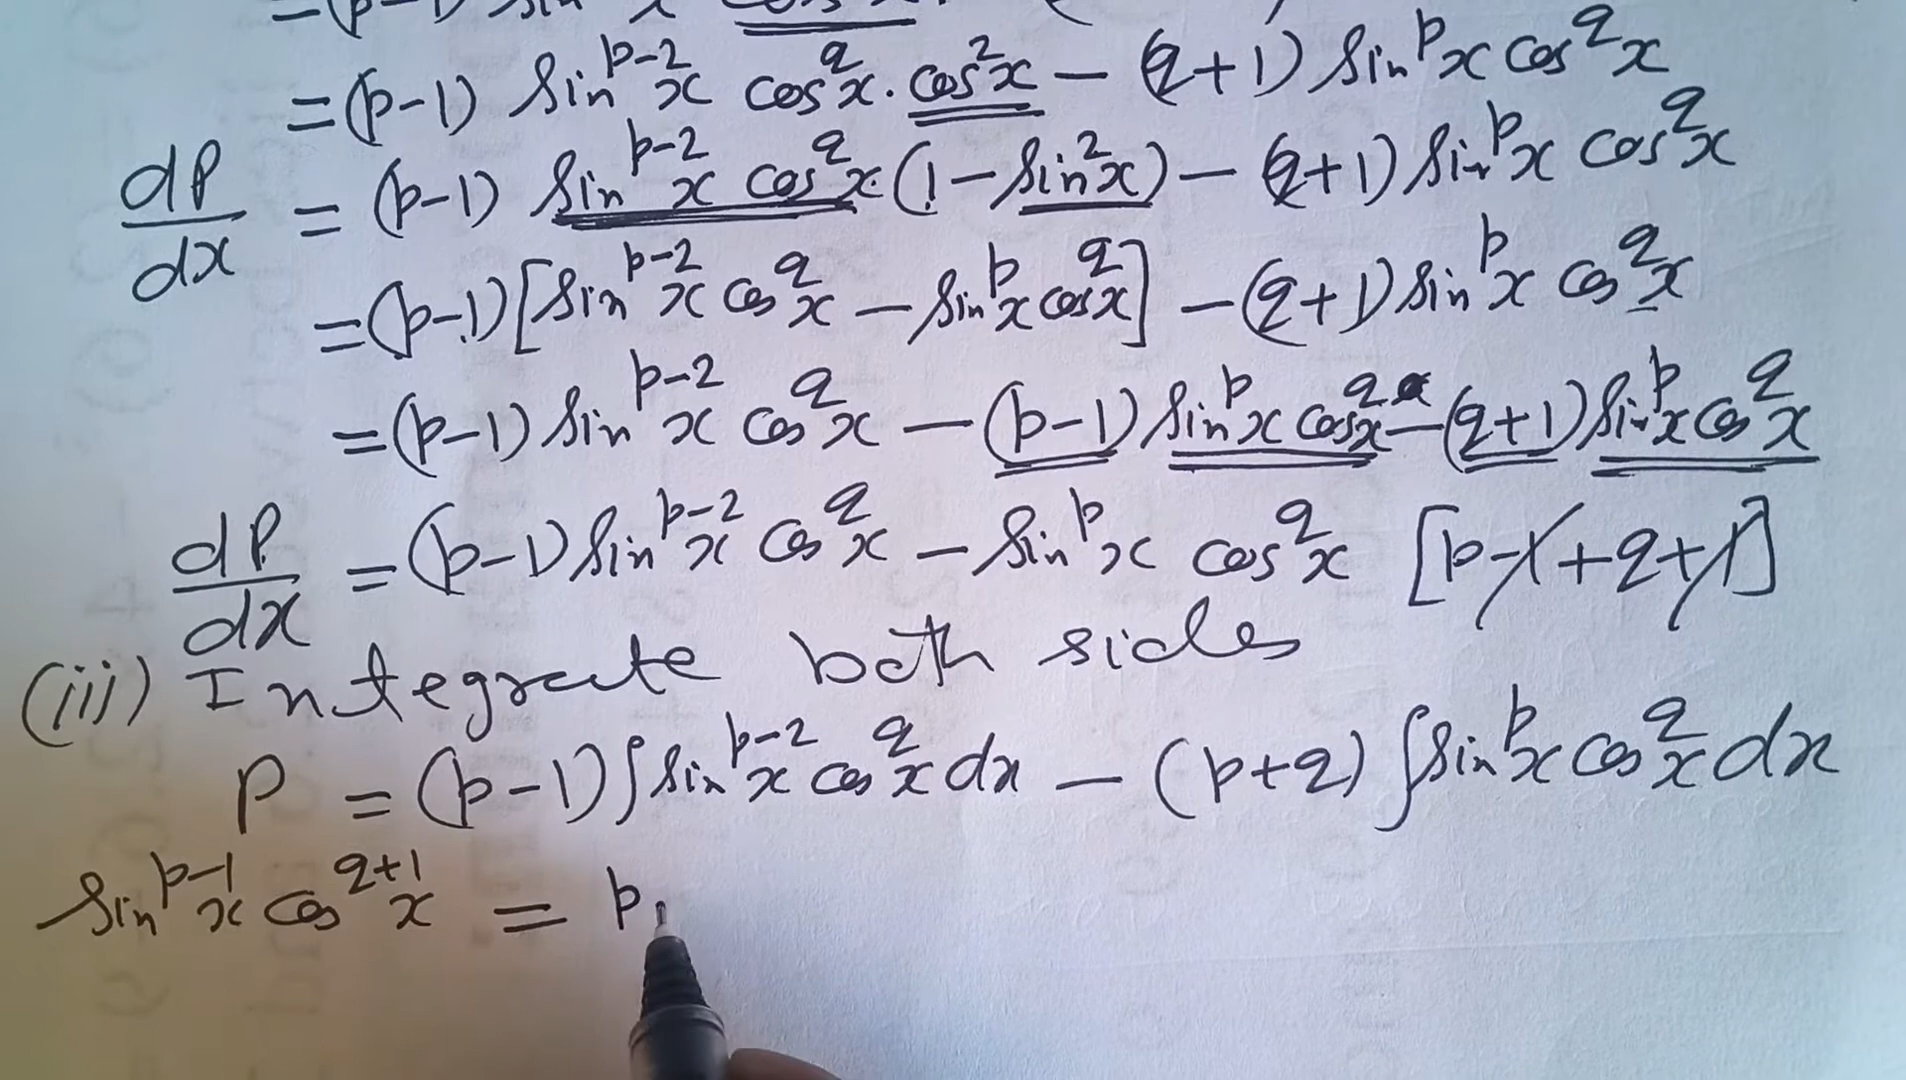 = (p-1) sin^{p-2}x cos^q x . cos^2 x - (q+1) sin^p x cos^q x
dP/dx = (p-1) sin^{p-2}x cos^q x . (1 - sin^2 x) - (q+1) sin^p x cos^q x
= (p-1) [sin^{p-2}x cos^q x - sin^p x cos^q x] - (q+1) sin^p x cos^q x
= (p-1) sin^{p-2}x cos^q x - (p-1) sin^p x cos^q x - (q+1) sin^p x cos^q x
dP/dx = (p-1) sin^{p-2}x cos^q x - sin^p x cos^q x [p-1+q+1]
(iii) Integrate both sides
P = (p-1) ∫ sin^{p-2}x cos^q x dx - (p+q) ∫ sin^p x cos^q x dx
sin^{p-1}x cos^{q+1}x = p